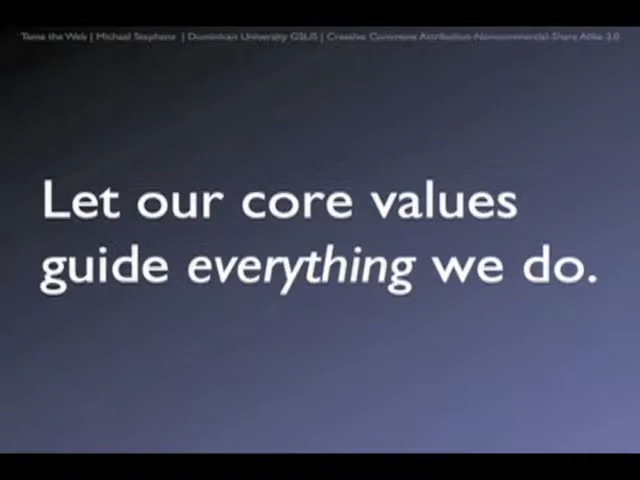 Tame the Web | Michael Stephens | Dominican University GSLIS | Creative Commons Attribution-Noncommercial-Share Alike 3.0
Let our core values
guide everything we do.